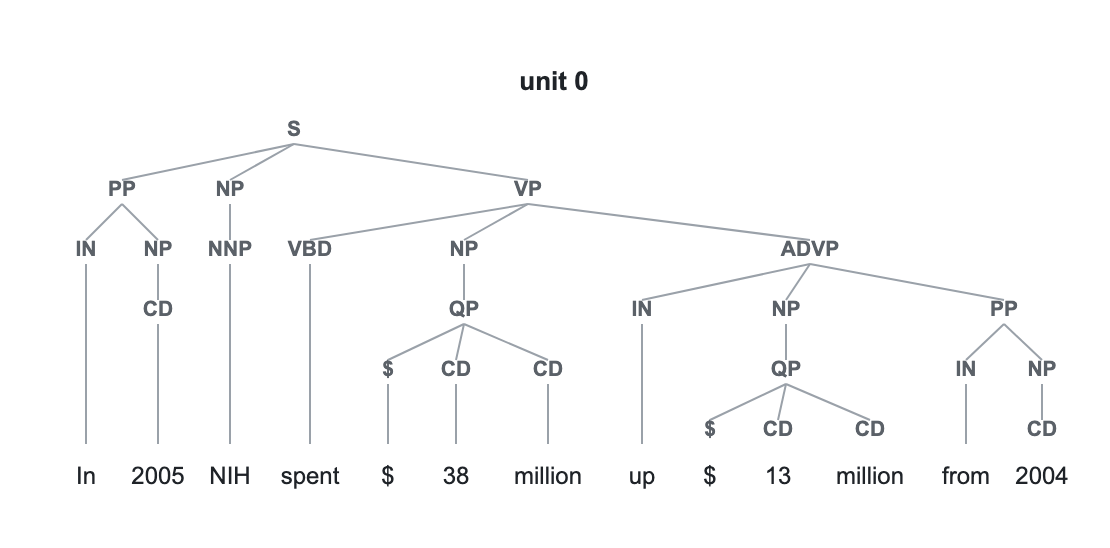 unit 0
S
PP NP VP
IN NP NNP VBD NP ADVP
CD QP IN NP PP
$ CD CD QP IN NP
$ CD CD CD
In 2005 NIH spent $ 38 million up $ 13 million from 2004